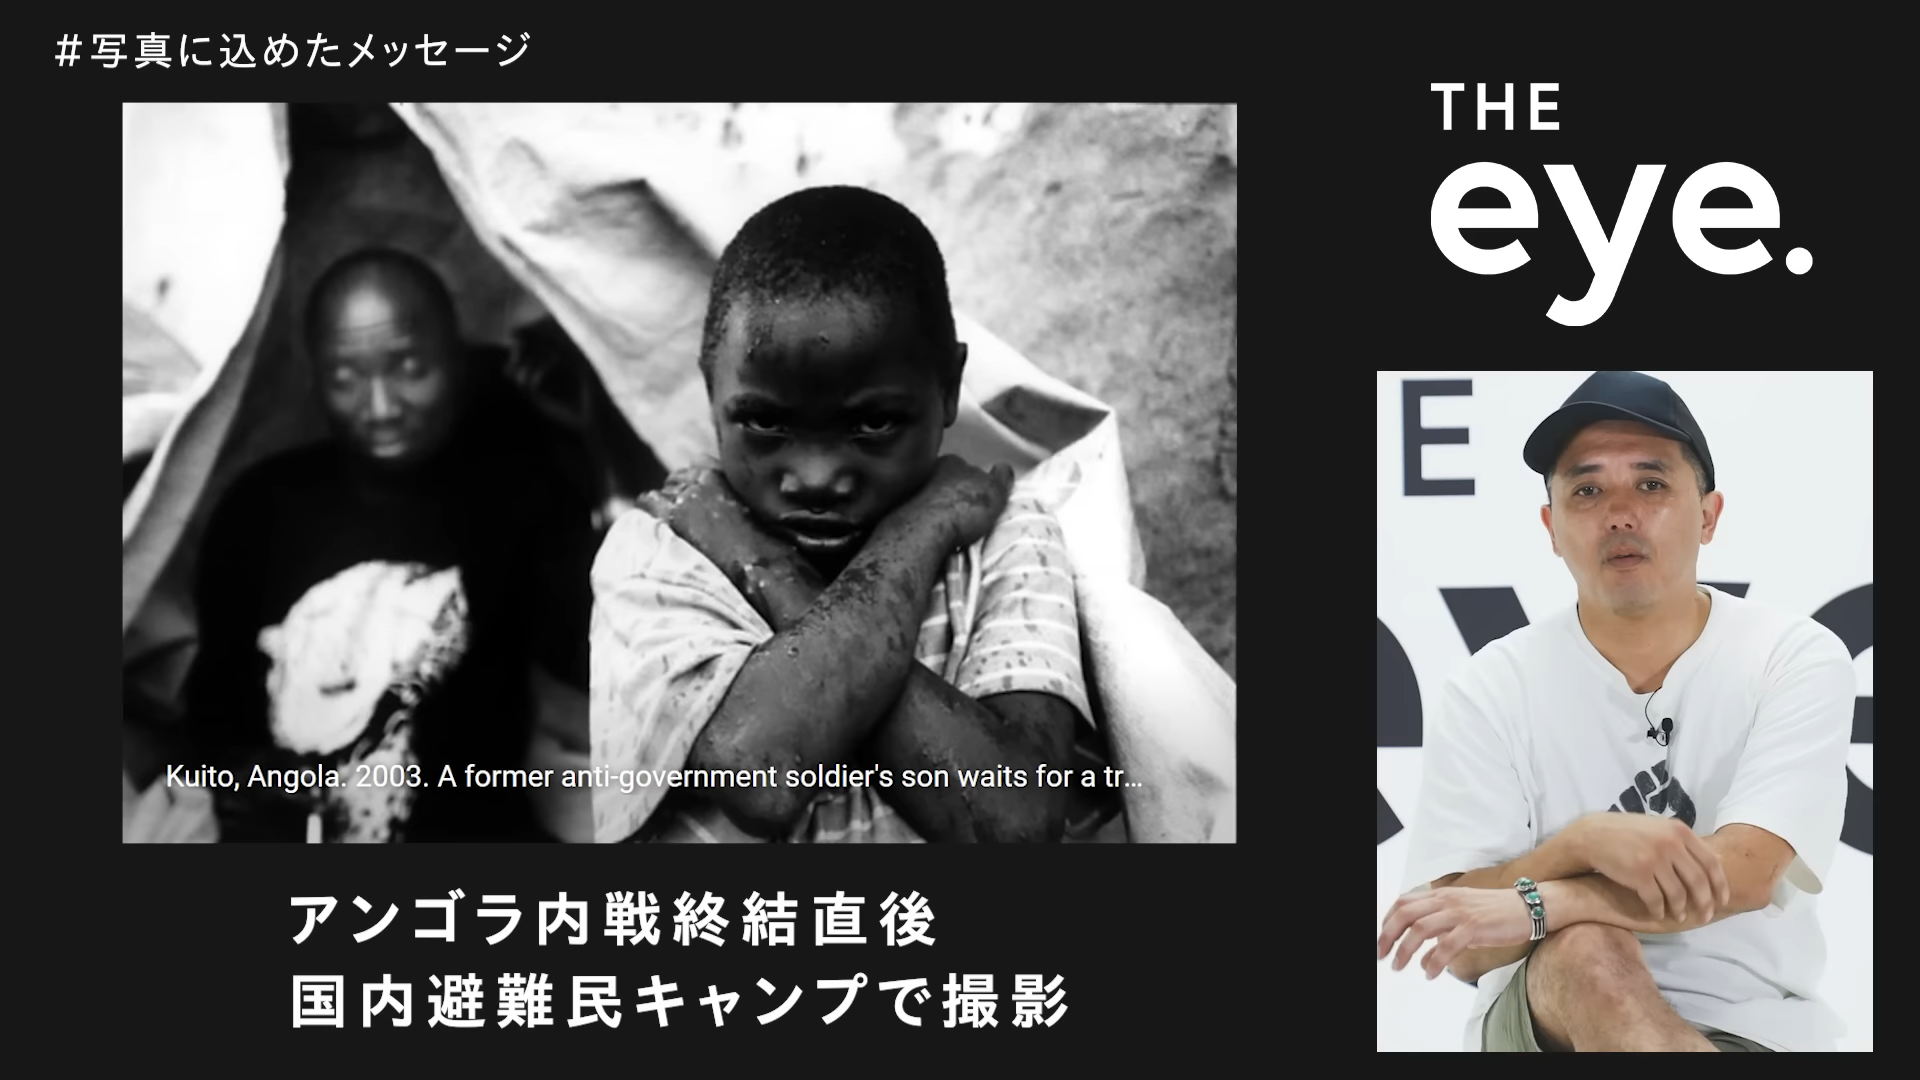 #写真に込めたメッセージ
THE
eye.
Kuito, Angola. 2003. A former anti-government soldier's son waits for a tr...
E
アンゴラ内戦終結直後
国内避難民キャンプで撮影